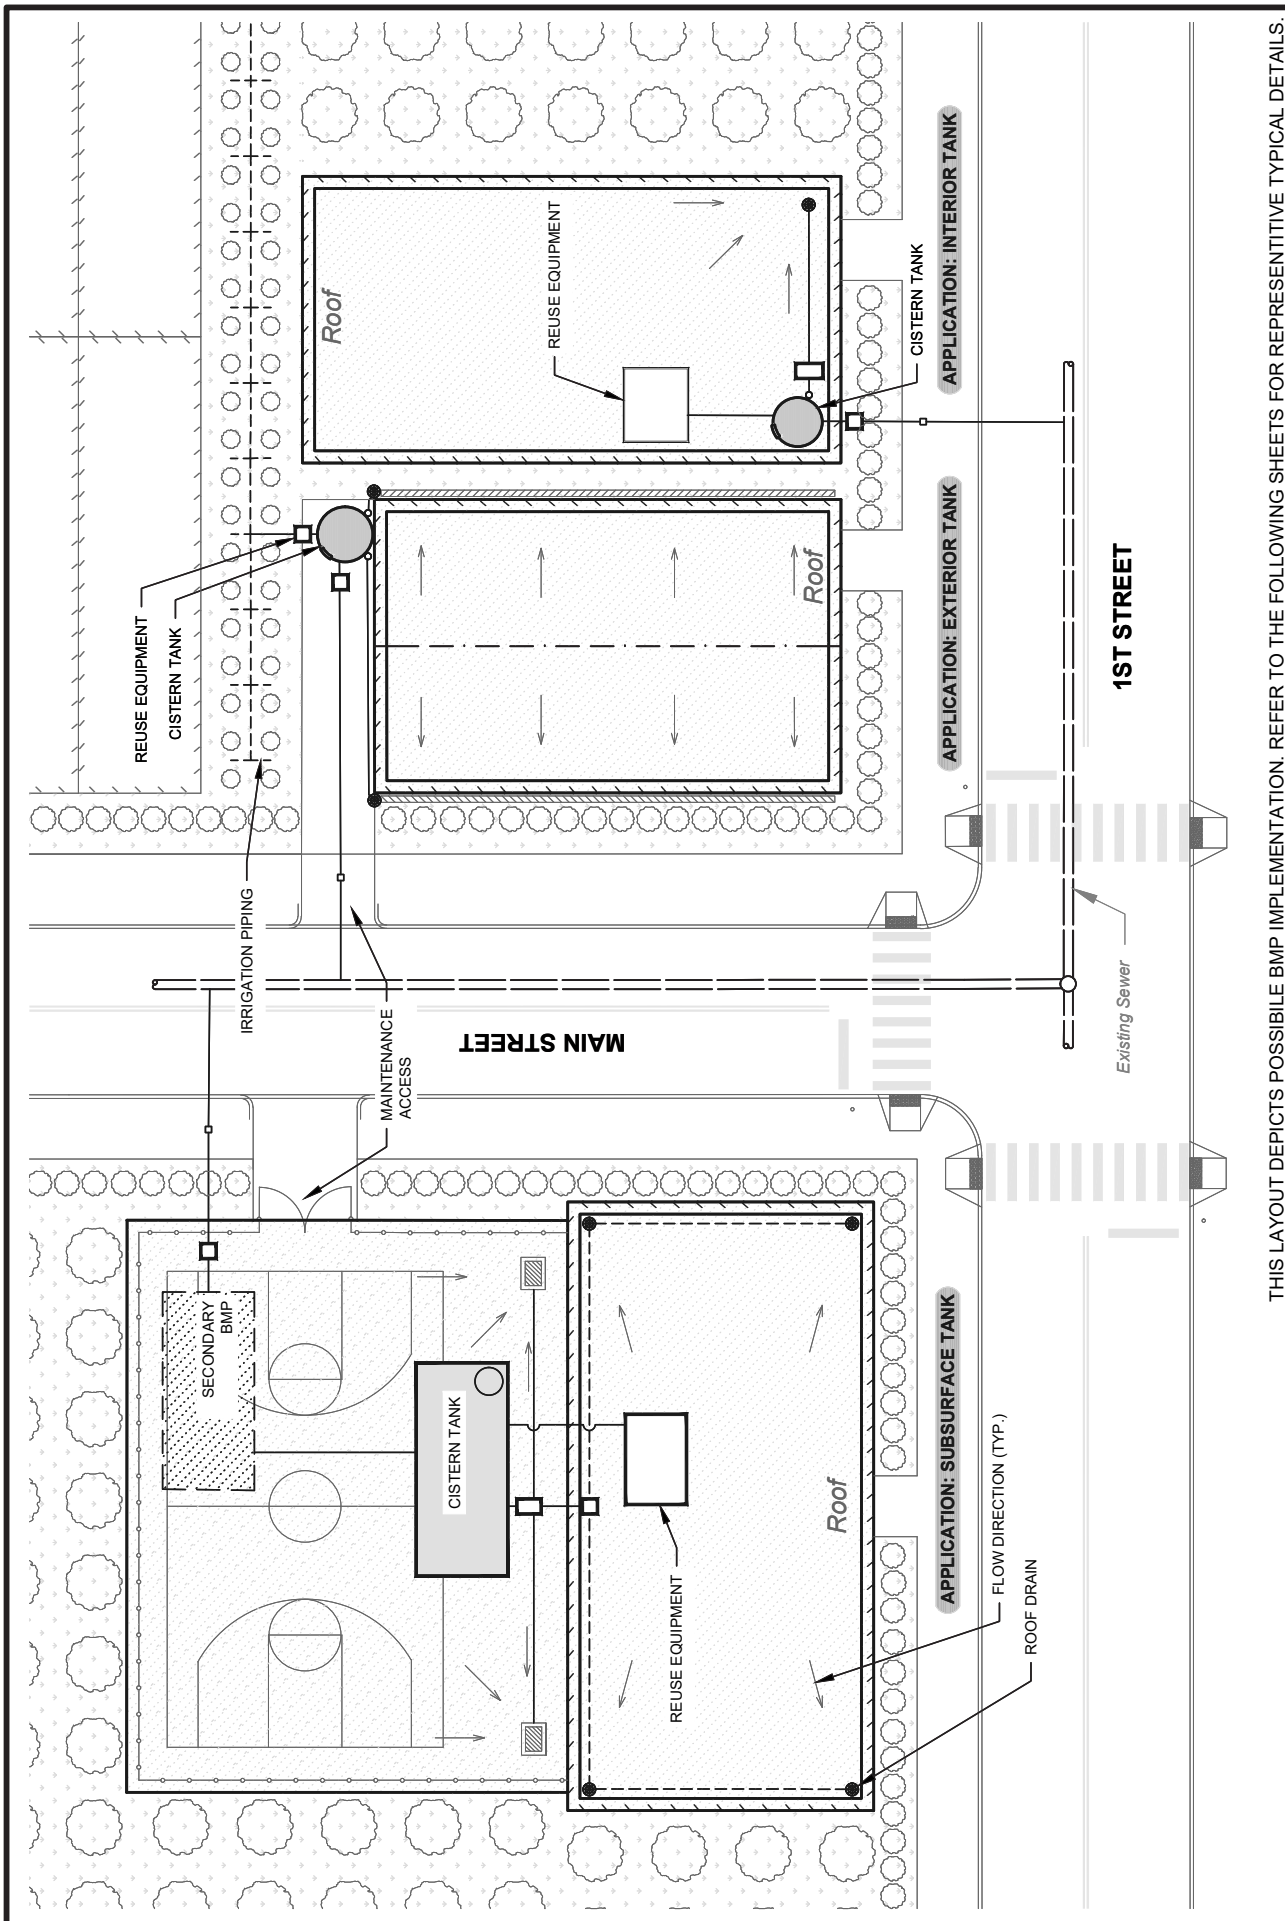 SECONDARY
BMP
CISTERN TANK
REUSE EQUIPMENT
Roof
APPLICATION: SUBSURFACE TANK
FLOW DIRECTION (TYP.)
ROOF DRAIN
IRRIGATION PIPING
MAINTENANCE
ACCESS
MAIN STREET
Existing Sewer
REUSE EQUIPMENT
CISTERN TANK
Roof
APPLICATION: EXTERIOR TANK
1ST STREET
Roof
REUSE EQUIPMENT
CISTERN TANK
APPLICATION: INTERIOR TANK
THIS LAYOUT DEPICTS POSSIBILE BMP IMPLEMENTATION. REFER TO THE FOLLOWING SHEETS FOR REPRESENTITIVE TYPICAL DETAILS.